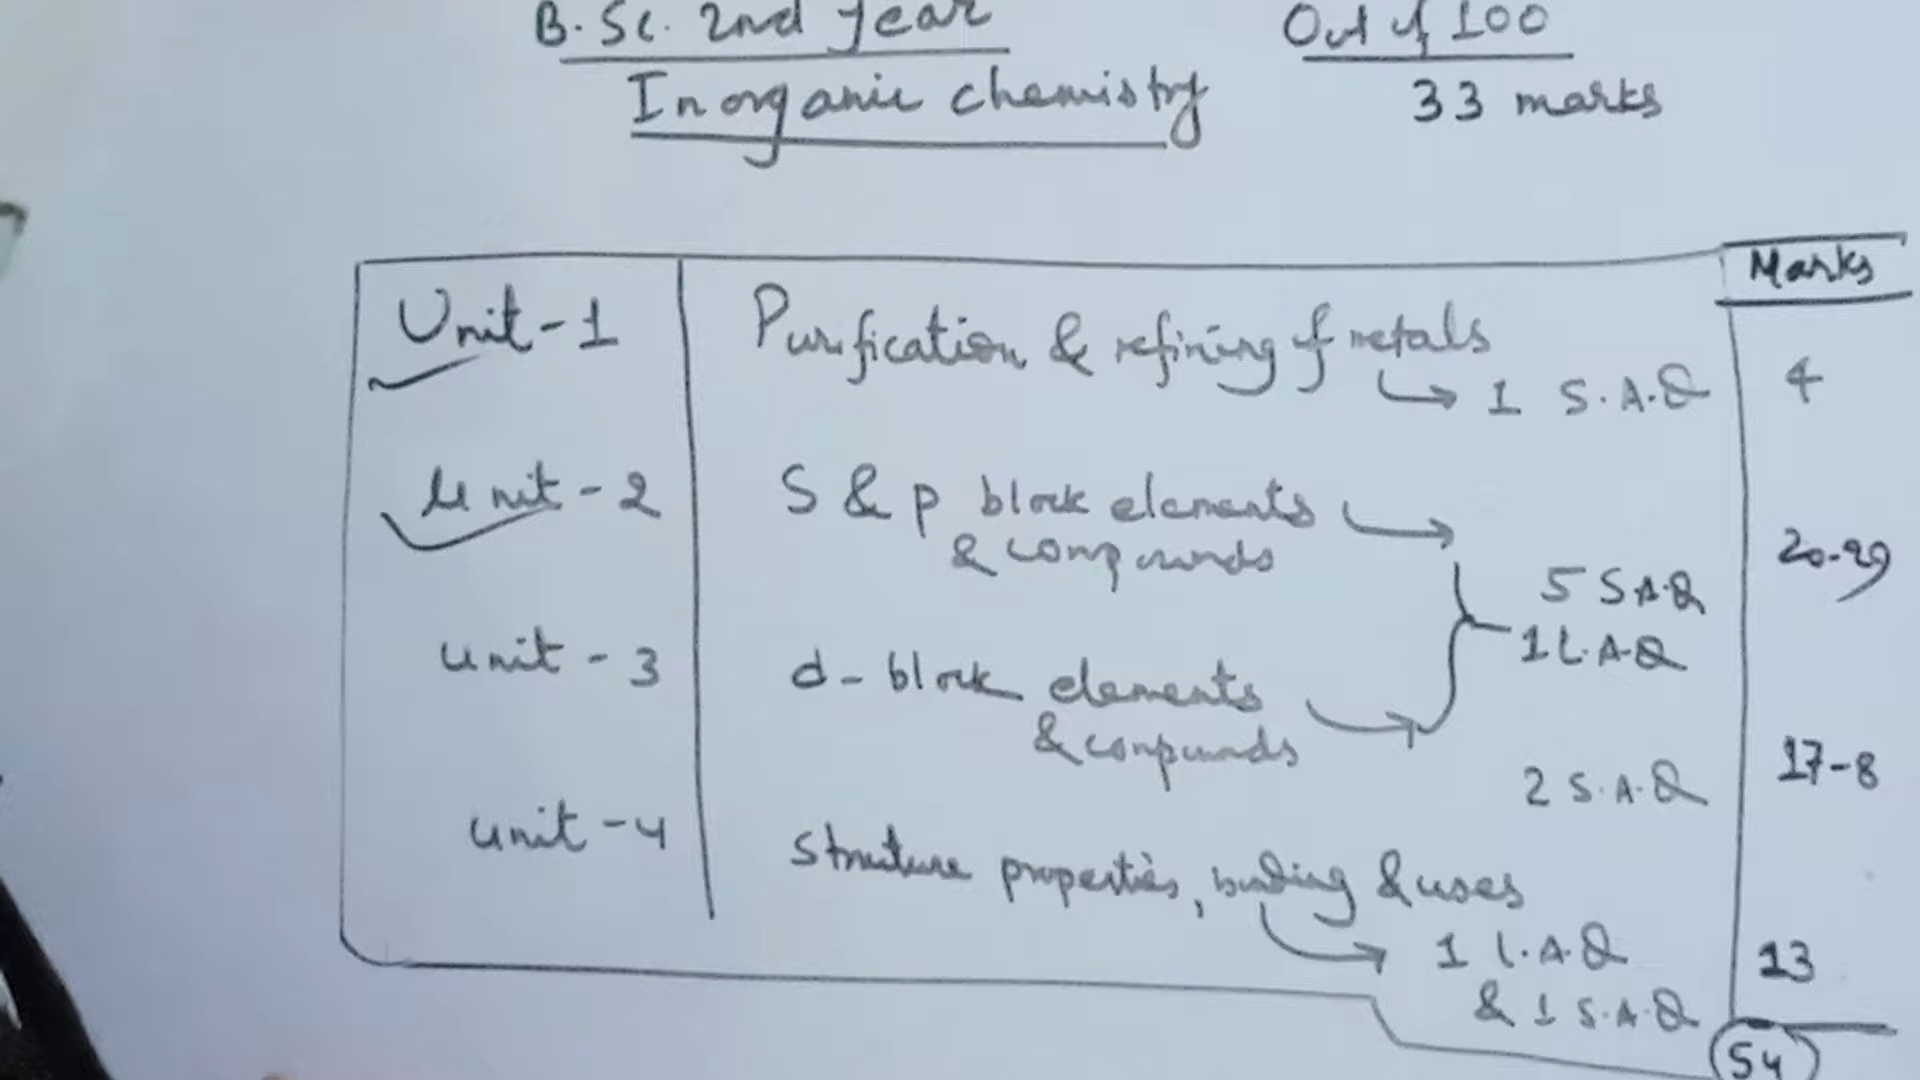 B.Sc. 2nd year
Out of 100
Inorganic chemistry
33 marks
Marks
Unit-1
Purification & refining of metals
1 S.A.Q
4
Unit-2
S & p block elements
& compounds
20-29
5 S A.Q
1 L.A.Q
unit-3
d-block elements
& conpunds
17-8
2 S.A.Q
unit-4
structure properties, bonding & uses
1 L.A.Q
13
& 1 S.A.Q
54